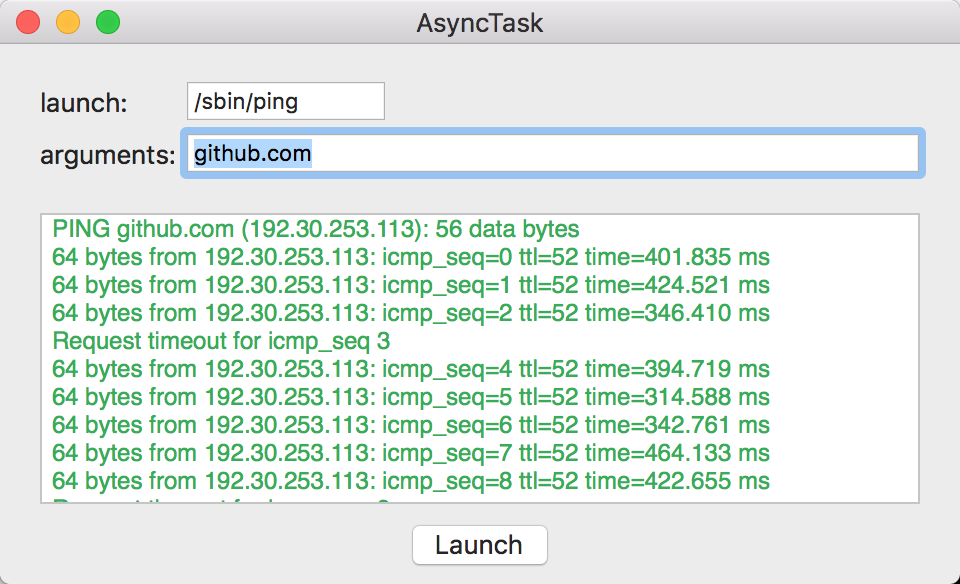 AsyncTask
launch: /sbin/ping
arguments: github.com
PING github.com (192.30.253.113): 56 data bytes
64 bytes from 192.30.253.113: icmp_seq=0 ttl=52 time=401.835 ms
64 bytes from 192.30.253.113: icmp_seq=1 ttl=52 time=424.521 ms
64 bytes from 192.30.253.113: icmp_seq=2 ttl=52 time=346.410 ms
Request timeout for icmp_seq 3
64 bytes from 192.30.253.113: icmp_seq=4 ttl=52 time=394.719 ms
64 bytes from 192.30.253.113: icmp_seq=5 ttl=52 time=314.588 ms
64 bytes from 192.30.253.113: icmp_seq=6 ttl=52 time=342.761 ms
64 bytes from 192.30.253.113: icmp_seq=7 ttl=52 time=464.133 ms
64 bytes from 192.30.253.113: icmp_seq=8 ttl=52 time=422.655 ms
Launch